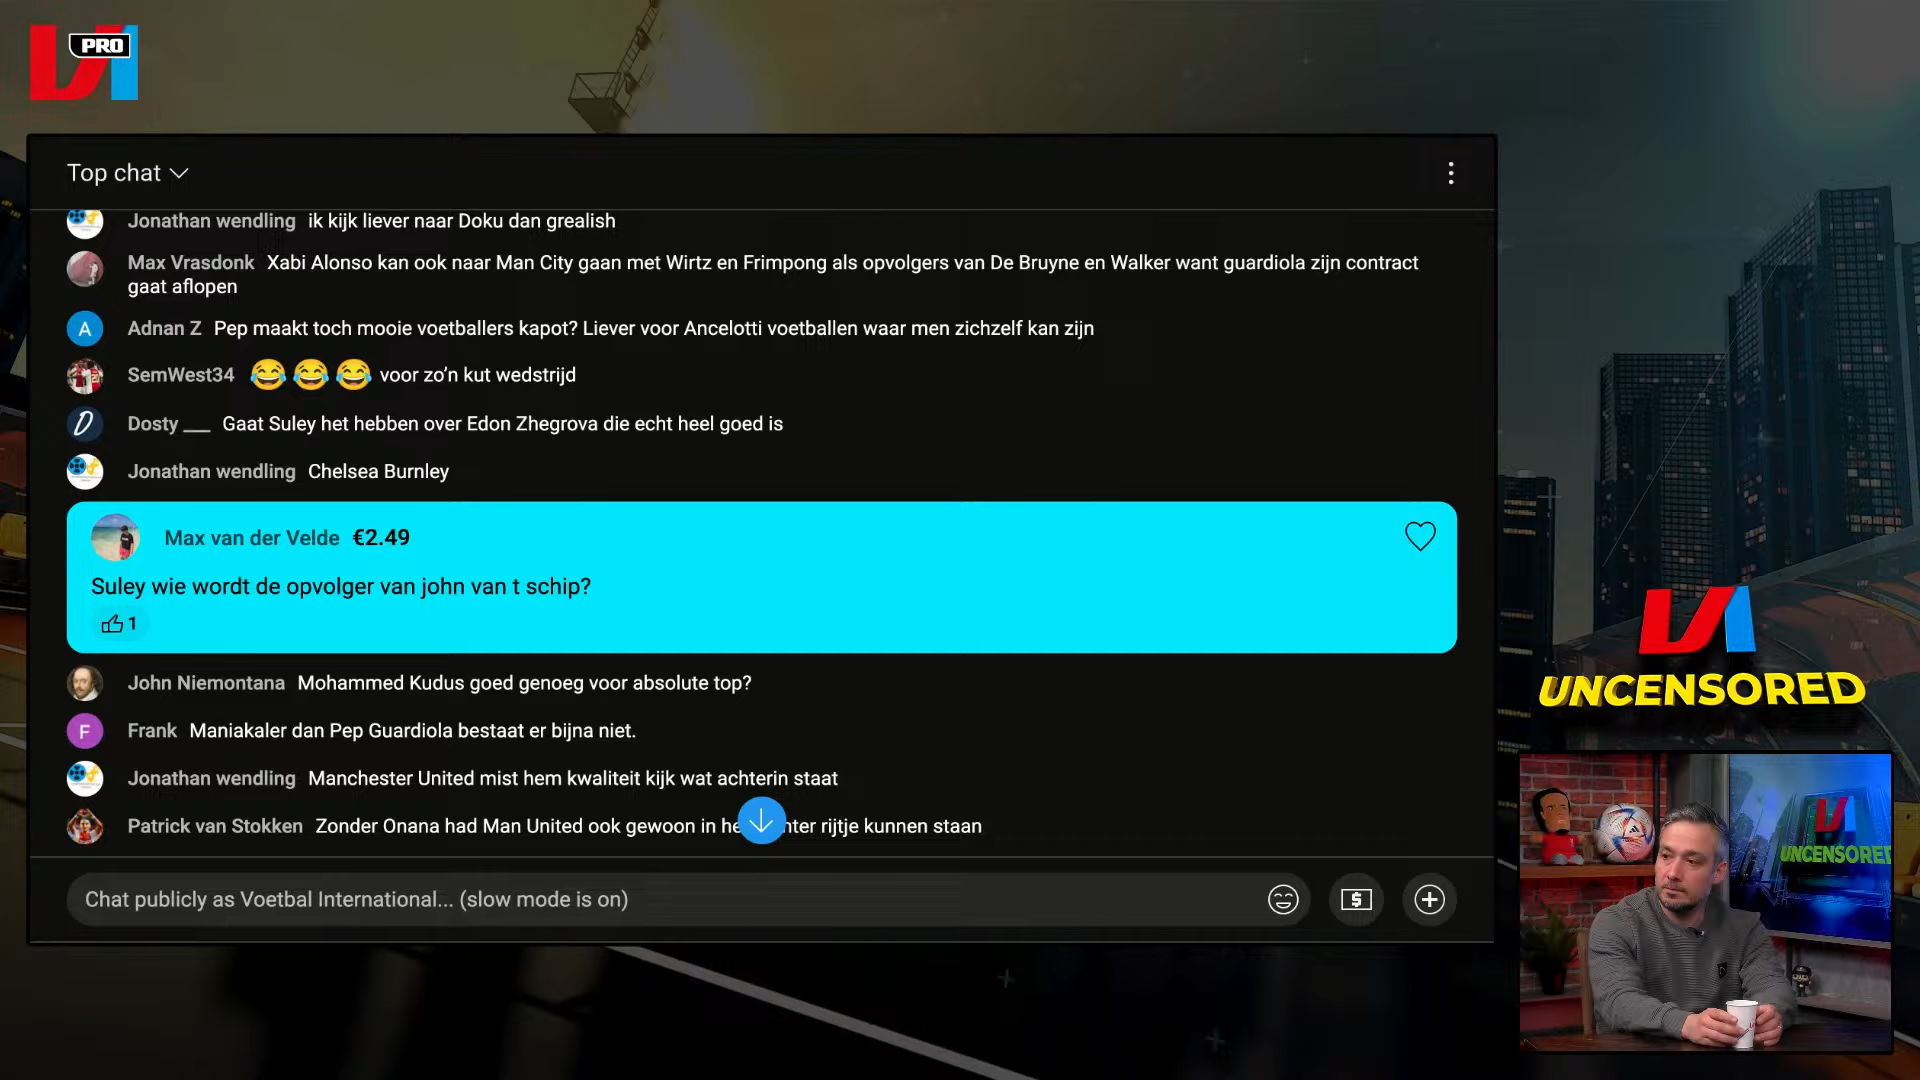 VI PRO
Top chat
Jonathan wendling ik kijk liever naar Doku dan grealish
Max Vrasdonk Xabi Alonso kan ook naar Man City gaan met Wirtz en Frimpong als opvolgers van De Bruyne en Walker want guardiola zijn contract
gaat aflopen
A Adnan Z Pep maakt toch mooie voetballers kapot? Liever voor Ancelotti voetballen waar men zichzelf kan zijn
SemWest34 😂😂😂 voor zo’n kut wedstrijd
D Dosty ___ Gaat Suley het hebben over Edon Zhegrova die echt heel goed is
Jonathan wendling Chelsea Burnley
Max van der Velde €2.49
Suley wie wordt de opvolger van john van t schip?
1
John Niemontana Mohammed Kudus goed genoeg voor absolute top?
F Frank Maniakaler dan Pep Guardiola bestaat er bijna niet.
Jonathan wendling Manchester United mist hem kwaliteit kijk wat achterin staat
Patrick van Stokken Zonder Onana had Man United ook gewoon in rijtje kunnen staan
Chat publicly as Voetbal International... (slow mode is on)
VI
UNCENSORED
VI
UNCENSORED